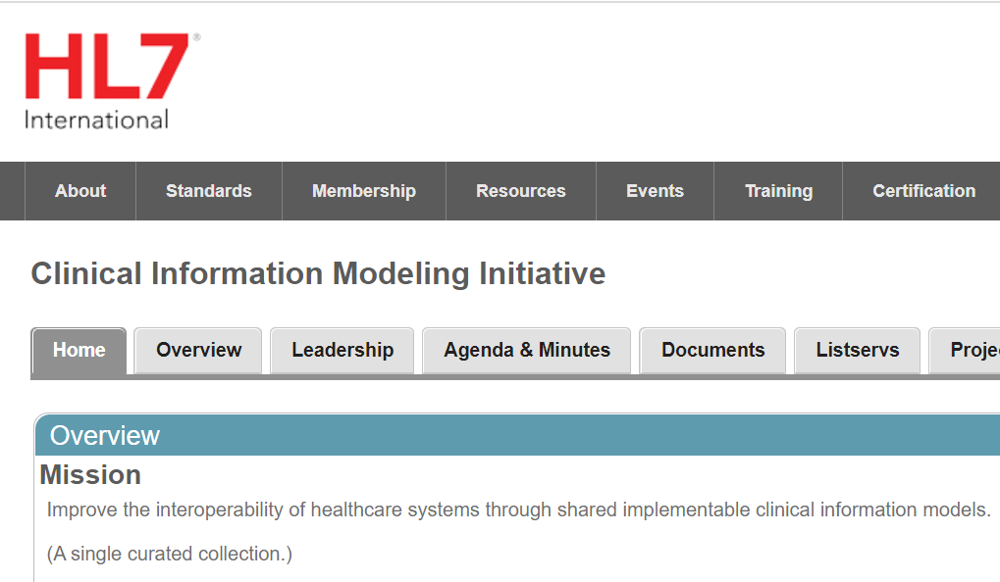 HL7®
International
About Standards Membership Resources Events Training Certification
Clinical Information Modeling Initiative
Home Overview Leadership Agenda & Minutes Documents Listservs Proje
Overview
Mission
Improve the interoperability of healthcare systems through shared implementable clinical information models.
(A single curated collection.)